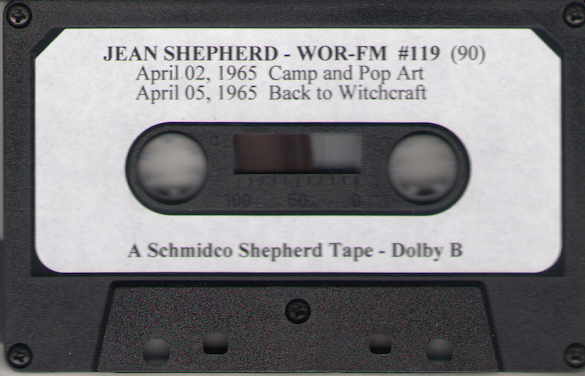 JEAN SHEPHERD - WOR-FM #119 (90)
April 02, 1965 Camp and Pop Art
April 05, 1965 Back to Witchcraft
100 50 0
A Schmidco Shepherd Tape - Dolby B